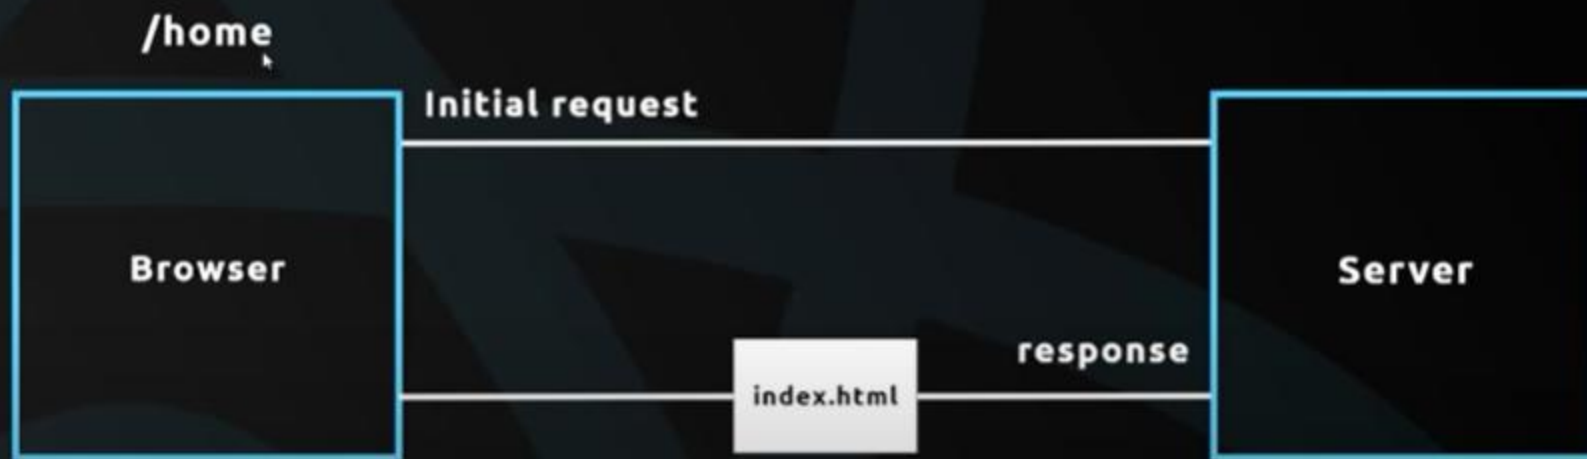 /home
Initial request
Browser
Server
response
index.html